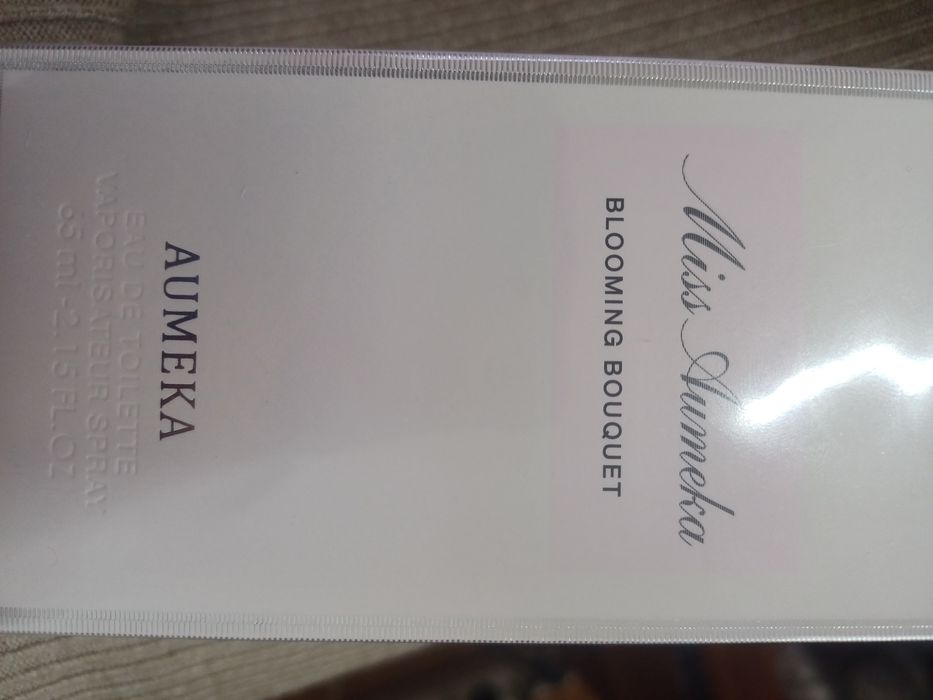 Miss Aumeka
BLOOMING BOUQUET
AUMEKA
EAU DE TOILETTE
VAPORISATEUR SPRAY
65 ml - 2.15 FL.OZ